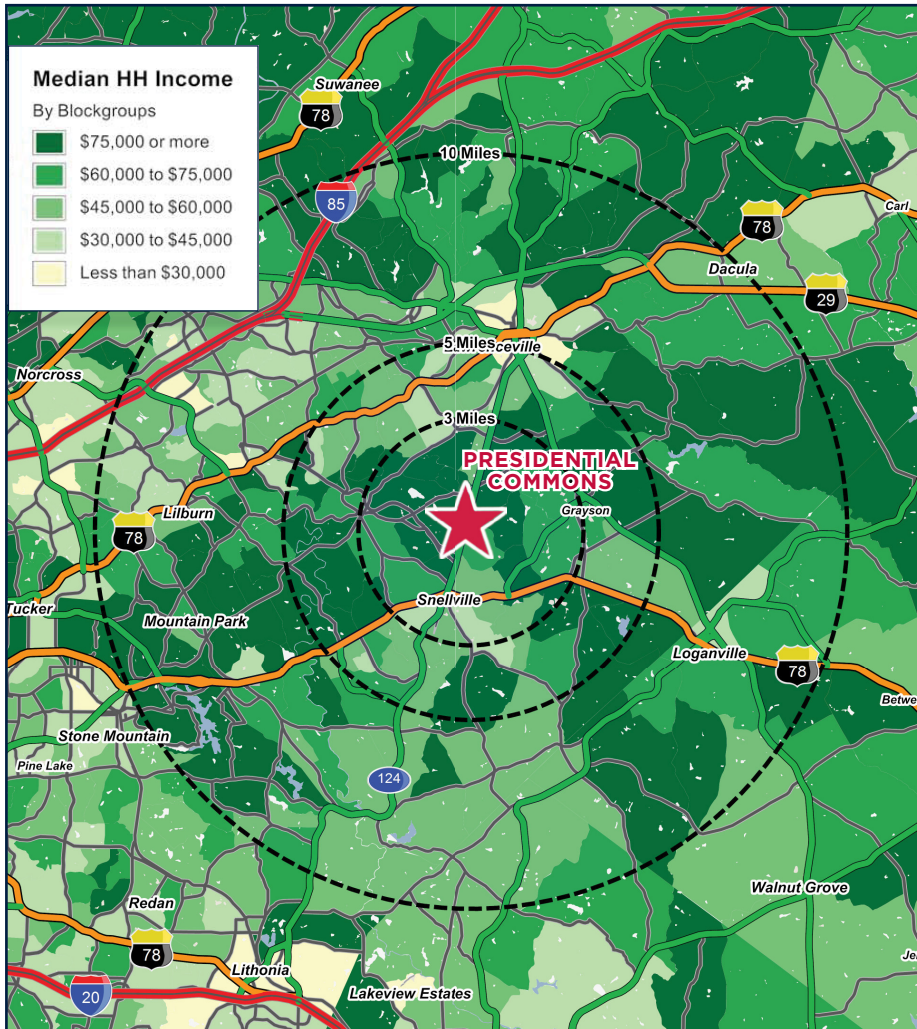 Median HH Income
By Blockgroups
$75,000 or more
$60,000 to $75,000
$45,000 to $60,000
$30,000 to $45,000
Less than $30,000
Suwanee
78
10 Miles
85
Carl
78
Dacula
29
5 Miles
Norcross
3 Miles
PRESIDENTIAL
COMMONS
Grayson
Lilburn
78
Snellville
Tucker
Mountain Park
Loganville
78
Betwe
Stone Mountain
Pine Lake
124
Walnut Grove
Redan
78
Lithonia
Je
Lakeview Estates
20